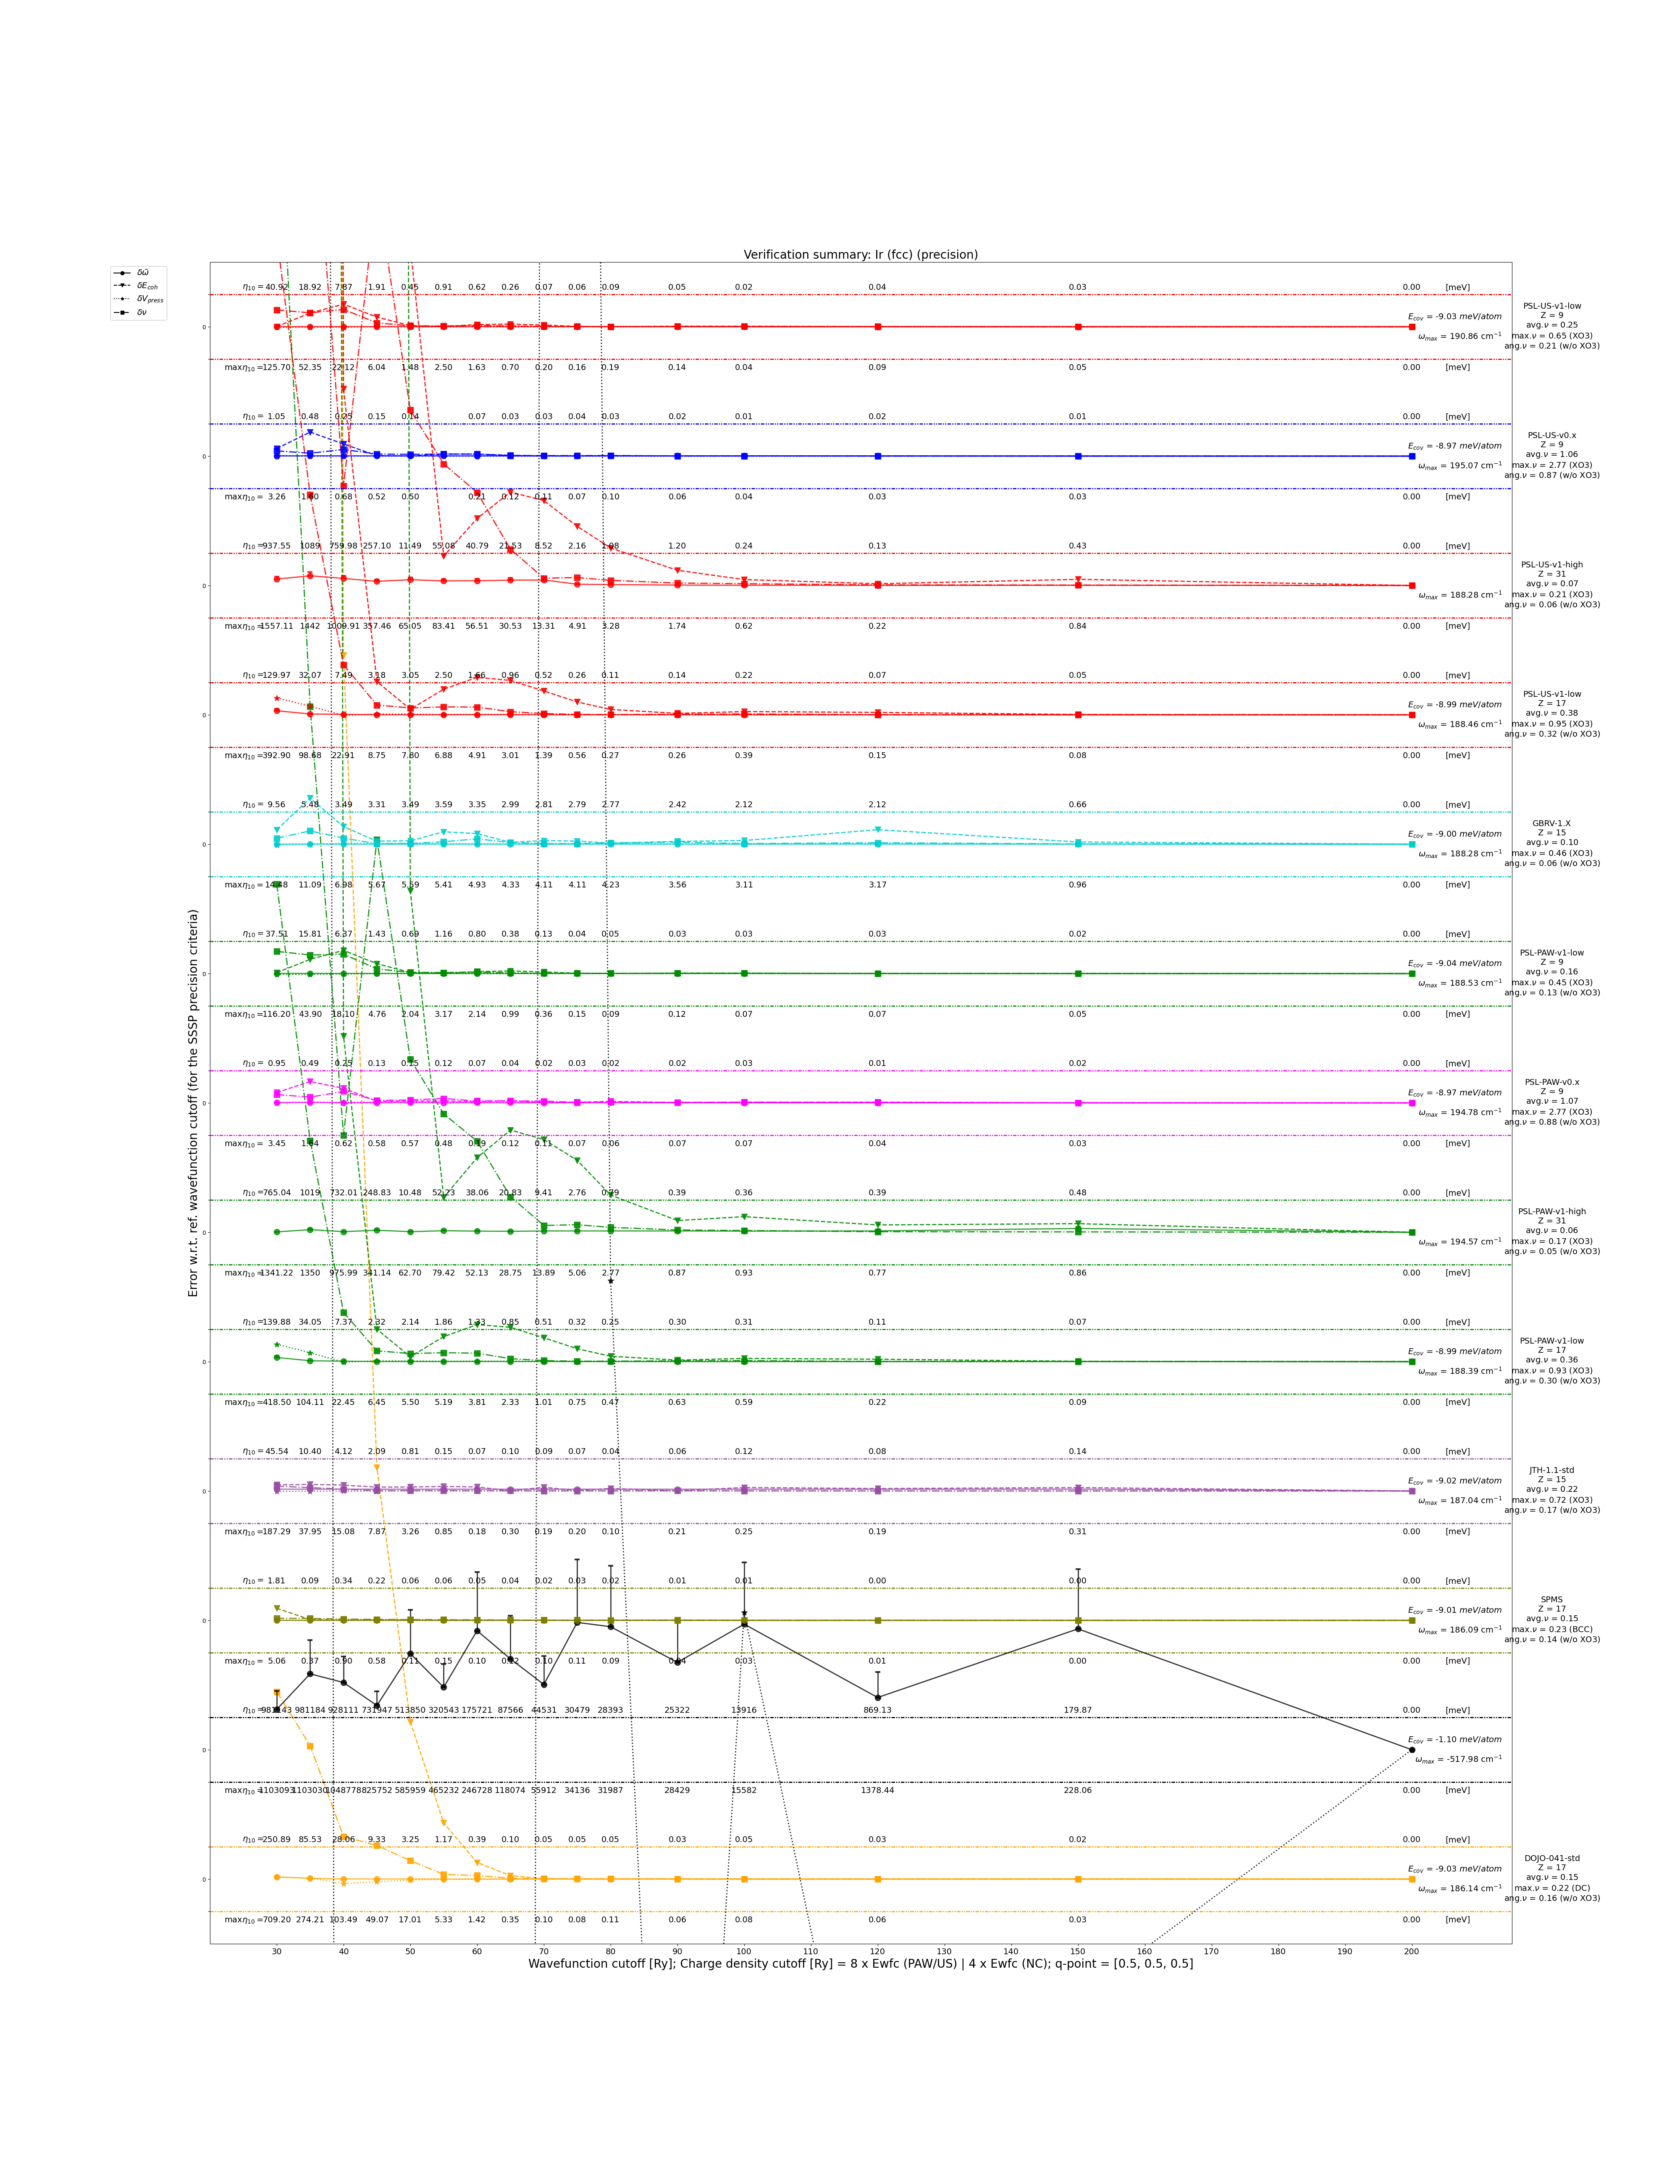 Verification summary: Ir (fcc) (precision)
δω̄
δE_coh
δV_press
δν
Error w.r.t. ref. wavefunction cutoff (for the SSSP precision criteria)
η₁₀ = 40.92 18.92 7.87 1.91 0.45 0.91 0.62 0.26 0.07 0.06 0.09 0.05 0.02 0.04 0.03 0.00 [meV]
0
E_cov = -9.03 meV/atom
ω_max = 190.86 cm⁻¹
maxη₁₀ = 125.70 52.35 22.12 6.04 1.48 2.50 1.63 0.70 0.20 0.16 0.19 0.14 0.04 0.09 0.05 0.00 [meV]
PSL-US-v1-low
Z = 9
avg.ν = 0.25
max.ν = 0.65 (XO3)
ang.ν = 0.21 (w/o XO3)
η₁₀ = 1.05 0.48 0.25 0.15 0.14 0.07 0.03 0.03 0.04 0.03 0.02 0.01 0.02 0.01 0.00 [meV]
0
E_cov = -8.97 meV/atom
ω_max = 195.07 cm⁻¹
maxη₁₀ = 3.26 0.68 0.52 0.50 0.21 0.12 0.11 0.07 0.10 0.06 0.04 0.03 0.03 0.00 [meV]
PSL-US-v0.x
Z = 9
avg.ν = 1.06
max.ν = 2.77 (XO3)
ang.ν = 0.87 (w/o XO3)
η₁₀ = 937.55 1089 759.98 257.10 11.49 55.08 40.79 21.53 8.52 2.16 1.08 1.20 0.24 0.13 0.43 0.00 [meV]
0
ω_max = 188.28 cm⁻¹
maxη₁₀ = 1557.11 1442 1009.91 357.46 65.05 83.41 56.51 30.53 13.31 4.91 3.28 1.74 0.62 0.22 0.84 0.00 [meV]
PSL-US-v1-high
Z = 31
avg.ν = 0.07
max.ν = 0.21 (XO3)
ang.ν = 0.06 (w/o XO3)
η₁₀ = 129.97 32.07 7.49 3.18 3.05 2.50 1.66 0.96 0.52 0.26 0.11 0.14 0.22 0.07 0.05 0.00 [meV]
0
E_cov = -8.99 meV/atom
ω_max = 188.46 cm⁻¹
maxη₁₀ = 392.90 98.68 22.91 8.75 7.80 6.88 4.91 3.01 1.39 0.56 0.27 0.26 0.39 0.15 0.08 0.00 [meV]
PSL-US-v1-low
Z = 17
avg.ν = 0.38
max.ν = 0.95 (XO3)
ang.ν = 0.32 (w/o XO3)
η₁₀ = 9.56 5.48 3.49 3.31 3.49 3.59 3.35 2.99 2.81 2.79 2.77 2.42 2.12 2.12 0.66 0.00 [meV]
0
E_cov = -9.00 meV/atom
ω_max = 188.28 cm⁻¹
maxη₁₀ = 14.48 11.09 6.98 5.67 5.59 5.41 4.93 4.33 4.11 4.11 4.23 3.56 3.11 3.17 0.96 0.00 [meV]
GBRV-1.X
Z = 15
avg.ν = 0.10
max.ν = 0.46 (XO3)
ang.ν = 0.06 (w/o XO3)
η₁₀ = 37.51 15.81 6.37 1.43 0.69 1.16 0.80 0.38 0.13 0.04 0.05 0.03 0.03 0.03 0.02 0.00 [meV]
0
E_cov = -9.04 meV/atom
ω_max = 188.53 cm⁻¹
maxη₁₀ = 116.20 43.90 18.10 4.76 2.04 3.17 2.14 0.99 0.36 0.15 0.09 0.12 0.07 0.07 0.05 0.00 [meV]
PSL-PAW-v1-low
Z = 9
avg.ν = 0.16
max.ν = 0.45 (XO3)
ang.ν = 0.13 (w/o XO3)
η₁₀ = 0.95 0.49 0.25 0.13 0.15 0.12 0.07 0.04 0.02 0.03 0.02 0.02 0.03 0.01 0.02 0.00 [meV]
0
E_cov = -8.97 meV/atom
ω_max = 194.78 cm⁻¹
maxη₁₀ = 3.45 0.62 0.58 0.57 0.48 0.12 0.11 0.07 0.06 0.07 0.07 0.04 0.03 0.00 [meV]
PSL-PAW-v0.x
Z = 9
avg.ν = 1.07
max.ν = 2.77 (XO3)
ang.ν = 0.88 (w/o XO3)
η₁₀ = 765.04 1019 732.01 248.83 10.48 52.23 38.06 20.83 9.41 2.76 0.79 0.39 0.36 0.39 0.48 0.00 [meV]
0
ω_max = 194.57 cm⁻¹
maxη₁₀ = 1341.22 1350 975.99 341.14 62.70 79.42 52.13 28.75 13.89 5.06 2.77 0.87 0.93 0.77 0.86 0.00 [meV]
PSL-PAW-v1-high
Z = 31
avg.ν = 0.06
max.ν = 0.17 (XO3)
ang.ν = 0.05 (w/o XO3)
η₁₀ = 139.88 34.05 7.37 2.32 2.14 1.86 1.33 0.85 0.51 0.32 0.25 0.30 0.31 0.11 0.07 0.00 [meV]
0
E_cov = -8.99 meV/atom
ω_max = 188.39 cm⁻¹
maxη₁₀ = 418.50 104.11 22.45 6.45 5.50 5.19 3.81 2.33 1.01 0.75 0.47 0.63 0.59 0.22 0.09 0.00 [meV]
PSL-PAW-v1-low
Z = 17
avg.ν = 0.36
max.ν = 0.93 (XO3)
ang.ν = 0.30 (w/o XO3)
η₁₀ = 45.54 10.40 4.12 2.09 0.81 0.15 0.07 0.10 0.09 0.07 0.04 0.06 0.12 0.08 0.14 0.00 [meV]
0
E_cov = -9.02 meV/atom
ω_max = 187.04 cm⁻¹
maxη₁₀ = 187.29 37.95 15.08 7.87 3.26 0.85 0.18 0.30 0.19 0.20 0.10 0.21 0.25 0.19 0.31 0.00 [meV]
JTH-1.1-std
Z = 15
avg.ν = 0.22
max.ν = 0.72 (XO3)
ang.ν = 0.17 (w/o XO3)
η₁₀ = 1.81 0.09 0.34 0.22 0.06 0.06 0.05 0.04 0.02 0.03 0.02 0.01 0.01 0.00 0.00 0.00 [meV]
0
E_cov = -9.01 meV/atom
ω_max = 186.09 cm⁻¹
maxη₁₀ = 5.06 0.37 0.90 0.58 0.11 0.15 0.10 0.12 0.10 0.11 0.09 0.03 0.01 0.00 0.00 [meV]
SPMS
Z = 17
avg.ν = 0.15
max.ν = 0.23 (BCC)
ang.ν = 0.14 (w/o XO3)
η₁₀ = 981184 928111 731947 513850 320543 175721 87566 44531 30479 28393 25322 13916 869.13 179.87 0.00 [meV]
0
E_cov = -1.10 meV/atom
ω_max = -517.98 cm⁻¹
maxη₁₀ = 1103093 1103030 1048778 825752 585959 465232 246728 118074 55912 34136 31987 28429 15582 1378.44 228.06 0.00 [meV]
η₁₀ = 250.89 85.53 28.06 9.33 3.25 1.17 0.39 0.10 0.05 0.05 0.05 0.03 0.05 0.03 0.02 0.00 [meV]
0
E_cov = -9.03 meV/atom
ω_max = 186.14 cm⁻¹
maxη₁₀ = 709.20 274.21 103.49 49.07 17.01 5.33 1.42 0.35 0.10 0.08 0.11 0.06 0.08 0.06 0.03 0.00 [meV]
DOJO-041-std
Z = 17
avg.ν = 0.15
max.ν = 0.22 (DC)
ang.ν = 0.16 (w/o XO3)
30 40 50 60 70 80 90 100 110 120 130 140 150 160 170 180 190 200
Wavefunction cutoff [Ry]; Charge density cutoff [Ry] = 8 x Ewfc (PAW/US) | 4 x Ewfc (NC); q-point = [0.5, 0.5, 0.5]